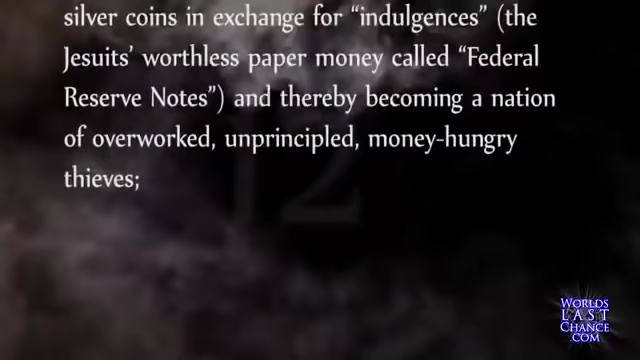 silver coins in exchange for “indulgences” (the
Jesuits’ worthless paper money called “Federal
Reserve Notes”) and thereby becoming a nation
of overworked, unprincipled, money-hungry
thieves;
12
WORLDS
LAST
CHANCE
.COM